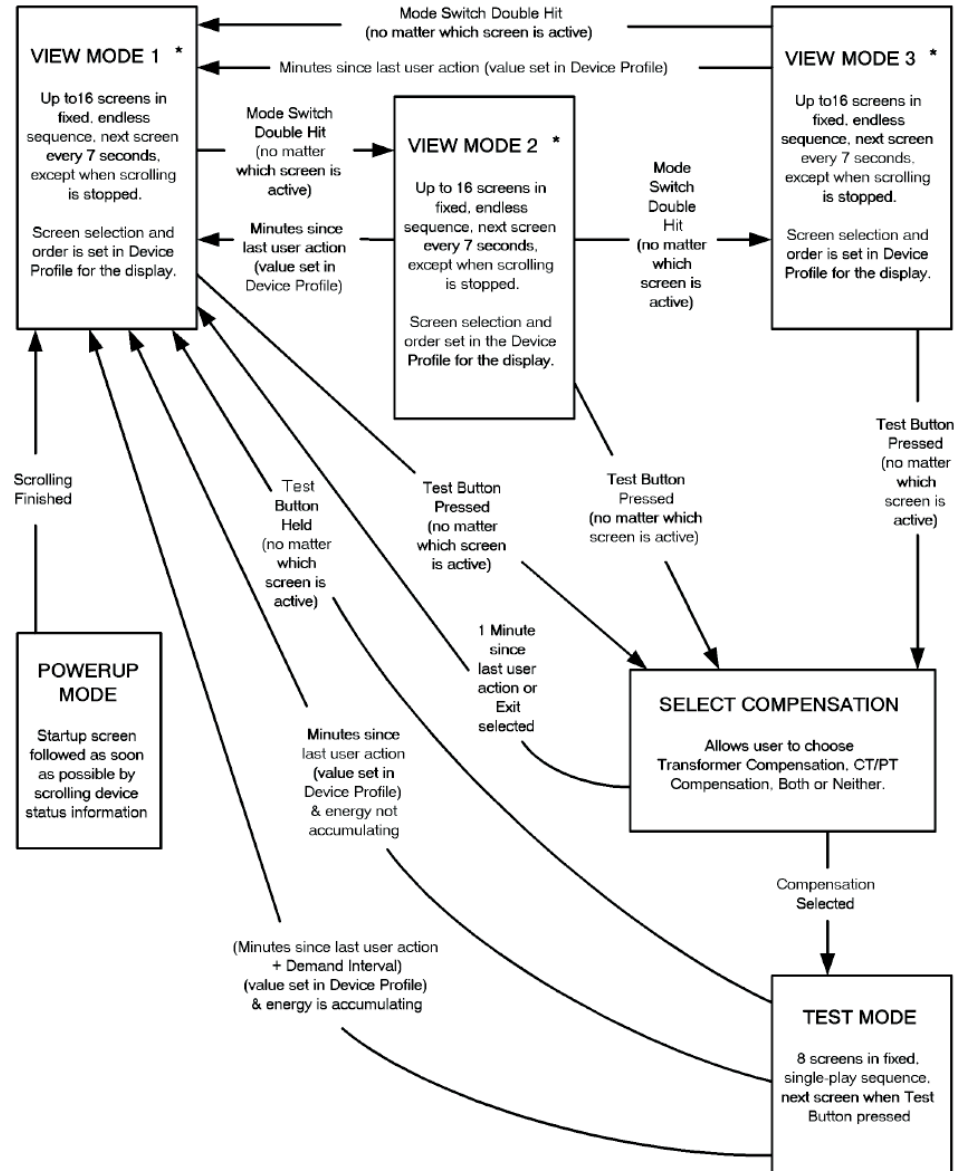 Mode Switch Double Hit
(no matter which screen is active)
VIEW MODE 1 *
Up to16 screens in
fixed, endless
sequence, next screen
every 7 seconds,
except when scrolling
is stopped.
Screen selection and
order is set in Device
Profile for the display.
Minutes since last user action (value set in Device Profile)
VIEW MODE 3 *
Up to16 screens in
fixed, endless
sequence, next screen
every 7 seconds,
except when scrolling
is stopped.
Screen selection and
order is set in Device
Profile for the display.
Mode Switch
Double Hit
(no matter
which screen is
active)
Minutes since
last user action
(value set in
Device Profile)
VIEW MODE 2 *
Up to 16 screens in
fixed, endless
sequence, next screen
every 7 seconds,
except when scrolling
is stopped.
Screen selection and
order set in the Device
Profile for the display.
Mode
Switch
Double
Hit
(no matter
which
screen is
active)
Scrolling
Finished
Test
Button
Held
(no matter
which
screen is
active)
Test Button
Pressed
(no matter
which screen
is active)
Test Button
Pressed
(no matter which
screen is active)
Test Button
Pressed
(no matter
which
screen is
active)
POWERUP
MODE
Startup screen
followed as soon
as possible by
scrolling device
status information
1 Minute
since
last user
action or
Exit
selected
SELECT COMPENSATION
Allows user to choose
Transformer Compensation, CT/PT
Compensation, Both or Neither.
Minutes since
last user action
(value set in
Device Profile)
& energy not
accumulating
Compensation
Selected
(Minutes since last user action
+ Demand Interval)
(value set in Device Profile)
& energy is accumulating
TEST MODE
8 screens in fixed,
single-play sequence,
next screen when Test
Button pressed